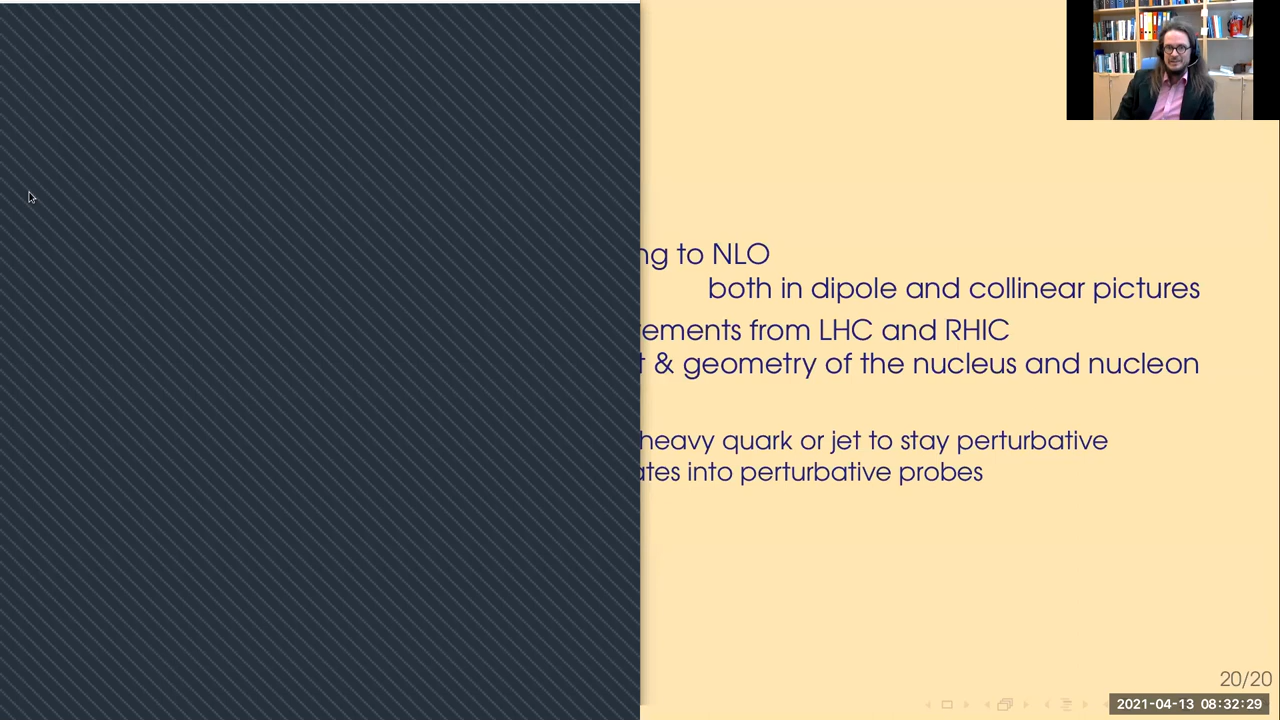 ng to NLO
both in dipole and collinear pictures
ements from LHC and RHIC
& geometry of the nucleus and nucleon
heavy quark or jet to stay perturbative
ates into perturbative probes
20/20
2021-04-13 08:32:29